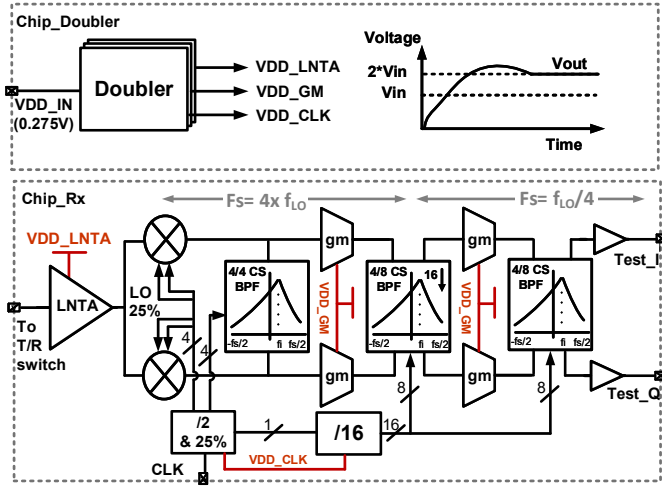 Chip_Doubler
Doubler
VDD_IN
(0.275V)
VDD_LNTA
VDD_GM
VDD_CLK
Voltage
2*Vin
Vin
Vout
Time
Chip_Rx
Fs= 4x fLO
Fs= fLO/4
VDD_LNTA
LNTA
To
T/R
switch
LO
25%
4
4
4/4 CS
BPF
-fs/2 fi fs/2
gm
gm
VDD_GM
4/8 CS
BPF
16
-fs/2 fi fs/2
gm
gm
VDD_GM
4/8 CS
BPF
-fs/2 fi fs/2
Test_I
Test_Q
8
8
/2
& 25%
1
/16
16
VDD_CLK
CLK